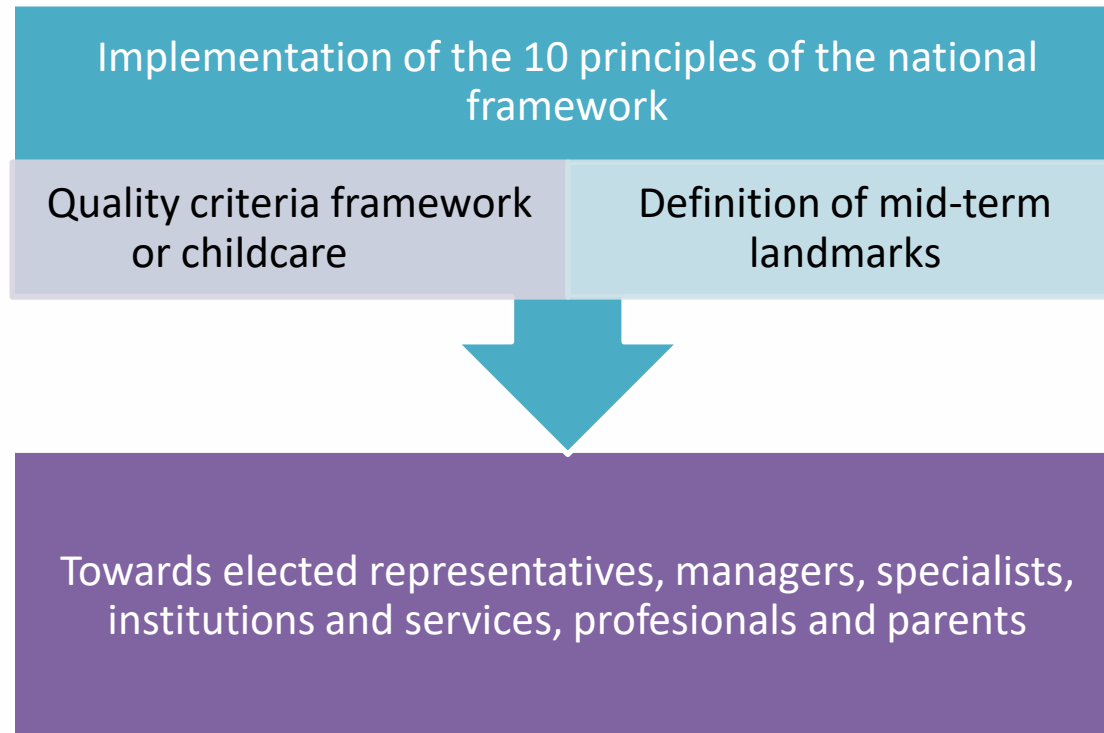 Implementation of the 10 principles of the national
framework
Quality criteria framework
or childcare
Definition of mid-term
landmarks
Towards elected representatives, managers, specialists,
institutions and services, profesionals and parents